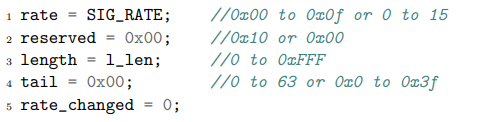 1 rate = SIG_RATE; //0x00 to 0x0f or 0 to 15
2 reserved = 0x00; //0x10 or 0x00
3 length = l_len; //0 to 0xFFF
4 tail = 0x00; //0 to 63 or 0x0 to 0x3f
5 rate_changed = 0;